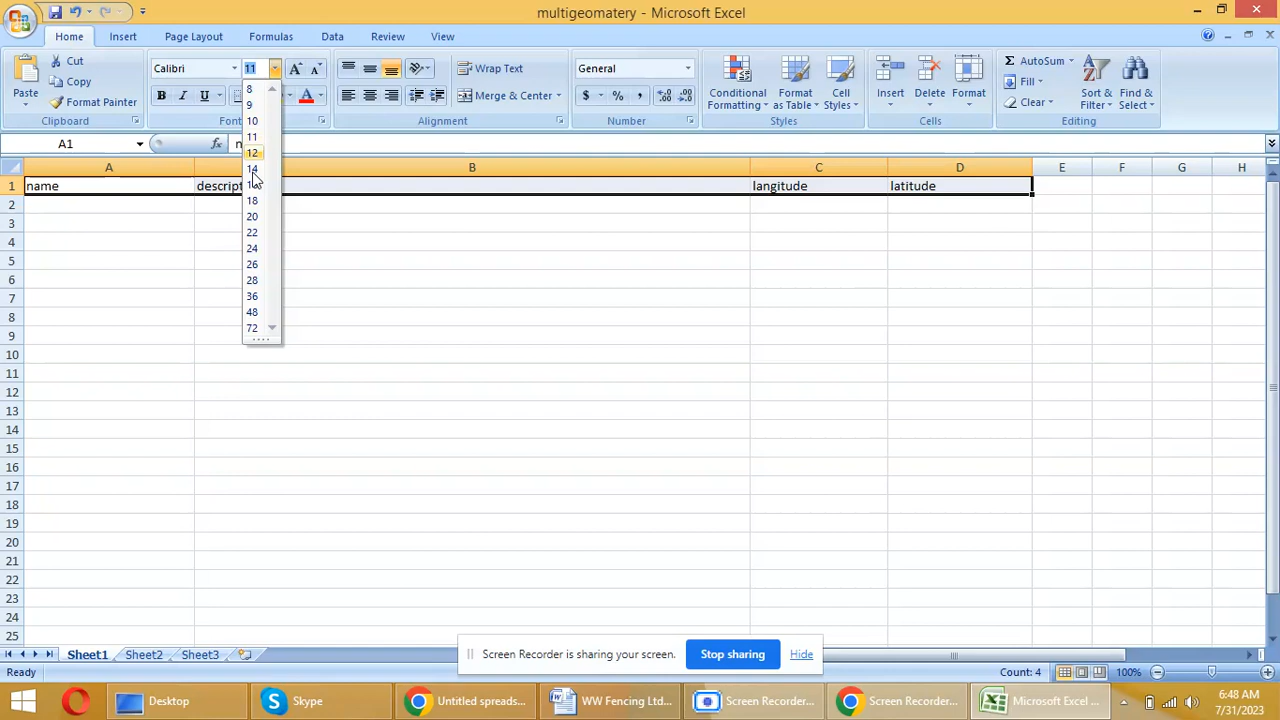 multigeomatery - Microsoft Excel
Home Insert Page Layout Formulas Data Review View
Paste
Cut
Copy
Format Painter
Clipboard
Calibri 11
B I U A
Font
Wrap Text
Merge & Center
Alignment
General
$ % ,
Number
Conditional Formatting
Format as Table
Cell Styles
Styles
Insert
Delete
Format
Cells
Σ AutoSum
Fill
Clear
Sort & Filter
Find & Select
Editing
A1 fx
8
9
10
11
12
14
18
20
22
24
26
28
36
48
72
A B C D E F G H
1 name descript langitude latitude
2
3
4
5
6
7
8
9
10
11
12
13
14
15
16
17
18
19
20
21
22
23
24
25
Screen Recorder is sharing your screen. Stop sharing Hide
Sheet1 Sheet2 Sheet3
Ready Count: 4 100%
Desktop Skype Untitled spreads... WW Fencing Ltd... Screen Recorder... Screen Recorder... Microsoft Excel ...
6:48 AM
7/31/2023